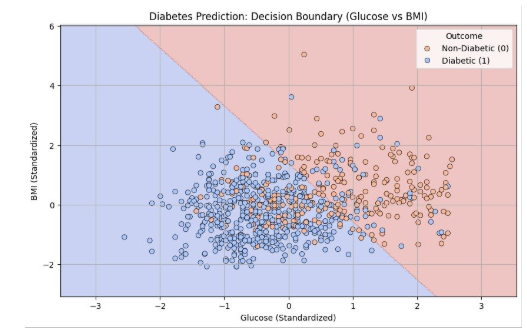 Diabetes Prediction: Decision Boundary (Glucose vs BMI)
Outcome
Non-Diabetic (0)
Diabetic (1)
6
4
2
0
−2
BMI (Standardized)
−3 −2 −1 0 1 2 3
Glucose (Standardized)